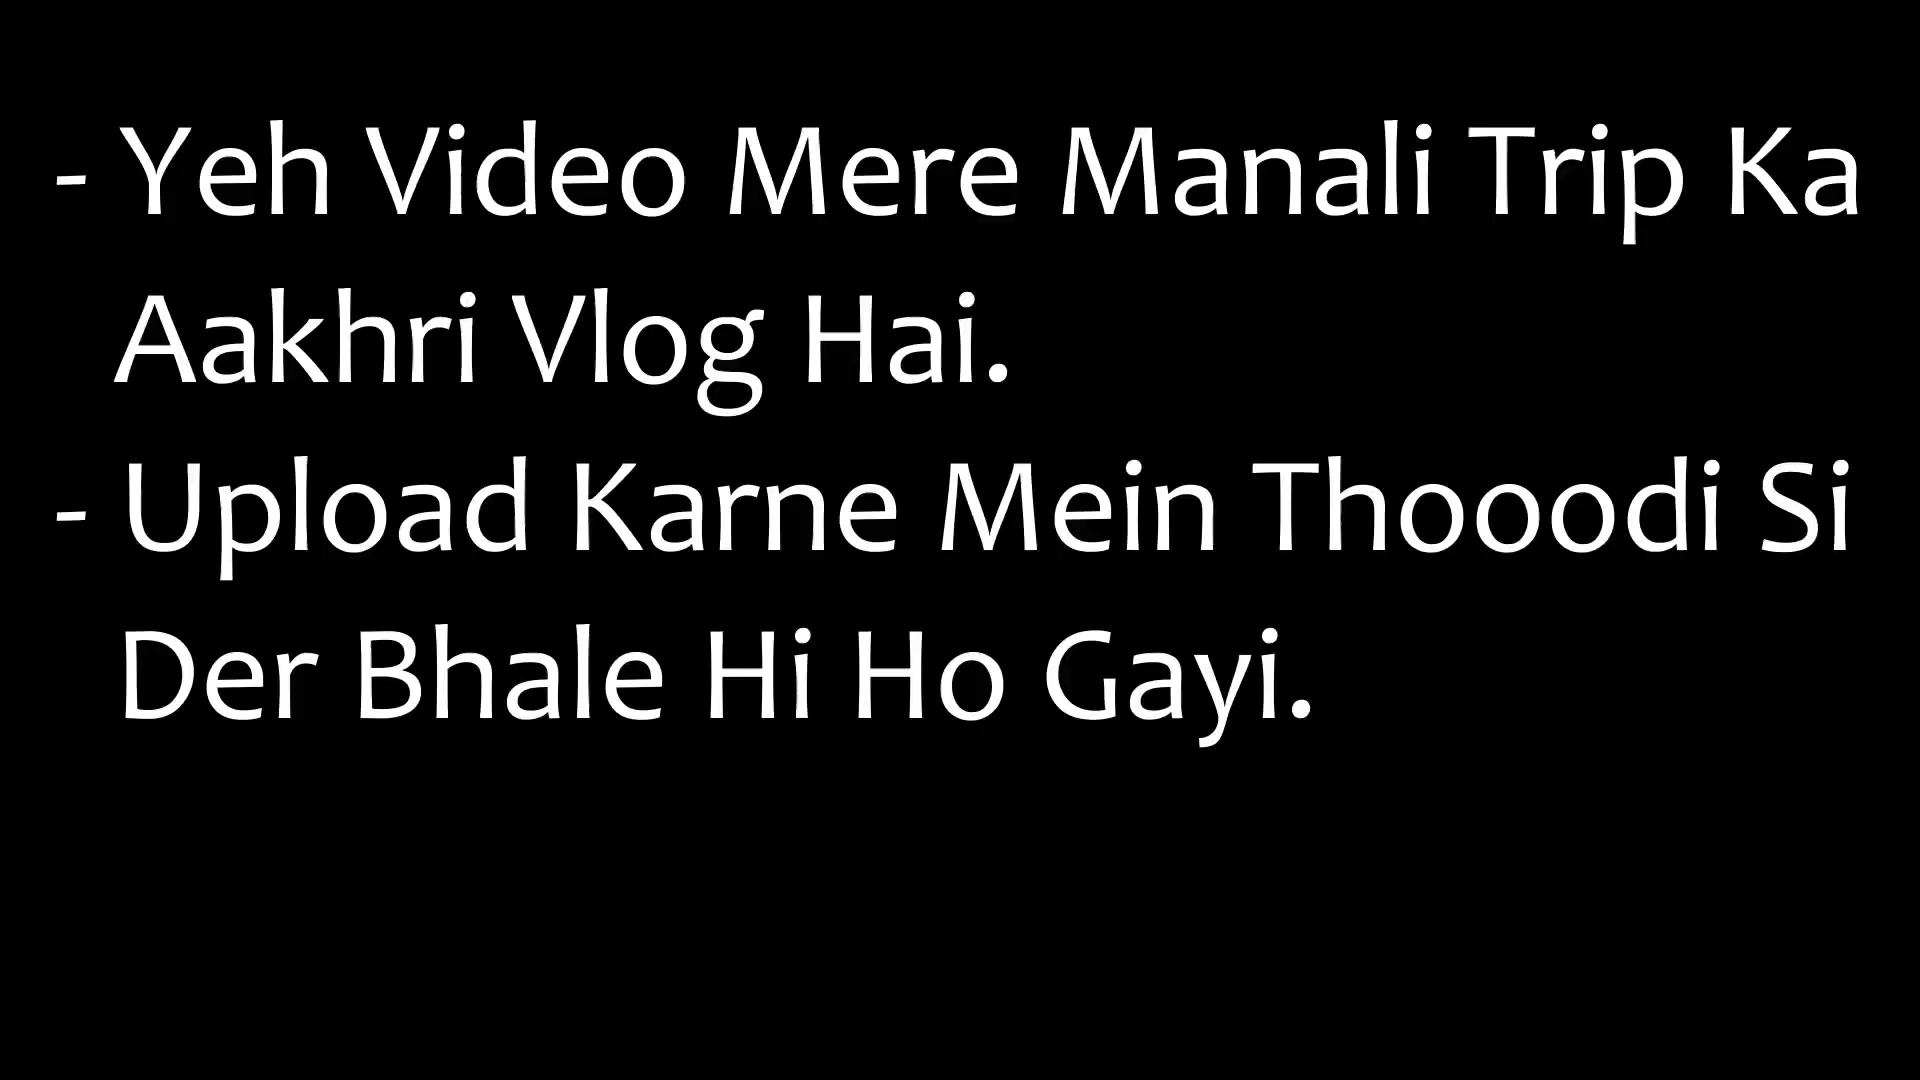 - Yeh Video Mere Manali Trip Ka
Aakhri Vlog Hai.
- Upload Karne Mein Thooodi Si
Der Bhale Hi Ho Gayi.